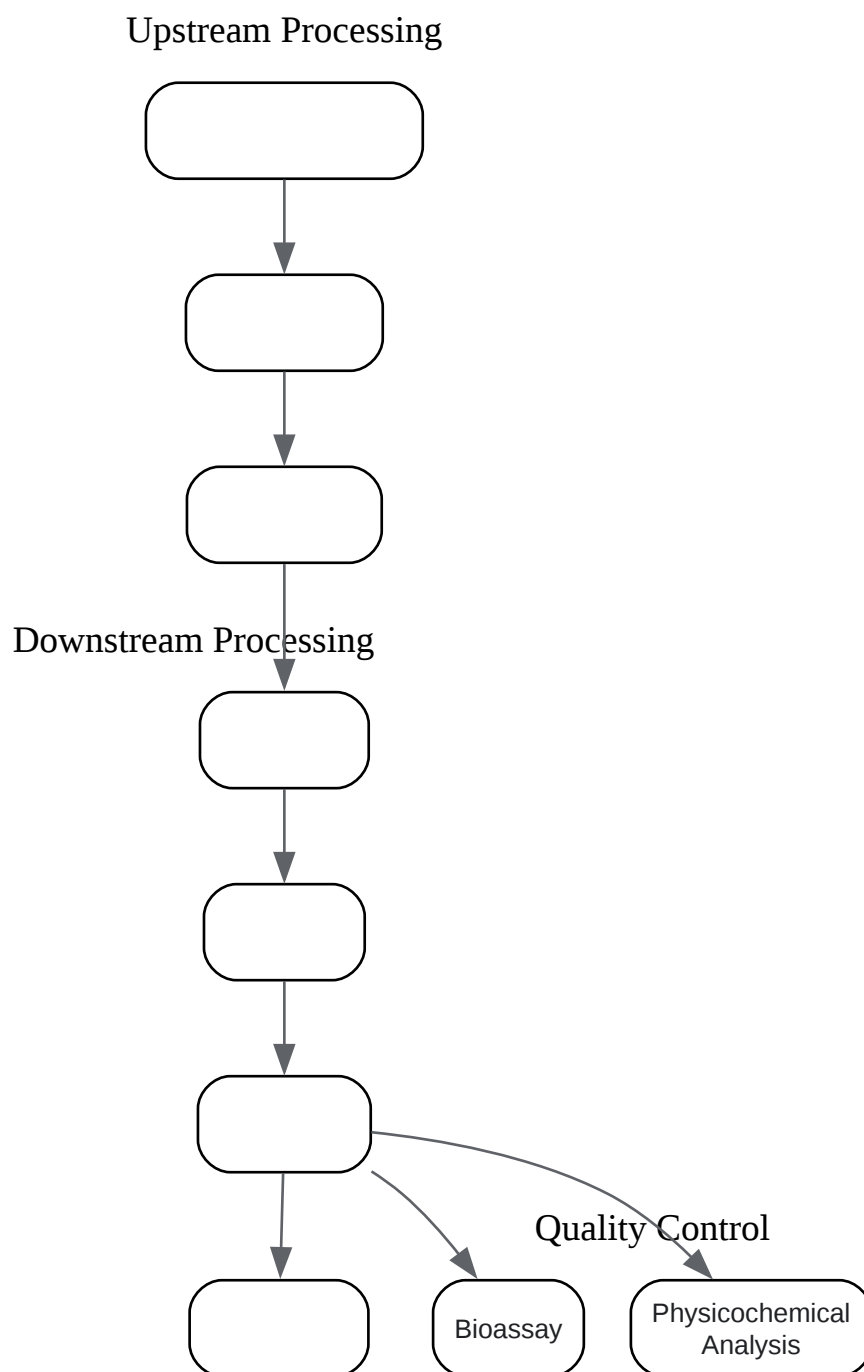 Upstream Processing
Downstream Processing
Quality Control
Bioassay
Physicochemical
Analysis